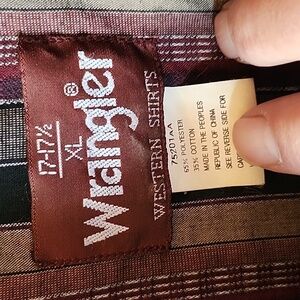 17-17½
XL
Wrangler®
WESTERN SHIRTS
75201AA
65% POLYESTER
35% COTTON
MADE IN THE PEOPLES
REPUBLIC OF CHINA
SEE REVERSE SIDE FOR